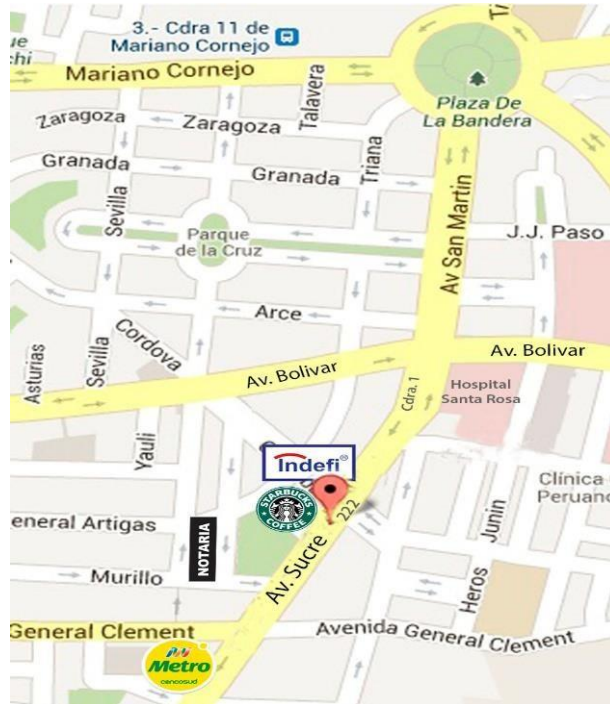 3.- Cdra 11 de
Mariano Cornejo
Mariano Cornejo
Plaza De
La Bandera
Zaragoza
Zaragoza
Talavera
Triana
Granada
Granada
Sevilla
Parque
de la Cruz
J.J. Paso
Av San Martin
Arce
Cordova
Asturias
Sevilla
Av. Bolivar
Av. Bolivar
Cdra. 1
Hospital
Santa Rosa
Yauli
Indefi®
STARBUCKS
COFFEE
222
Clínica
Peruano
eneral Artigas
NOTARIA
Junin
Murillo
Av. Sucre
Heros
General Clement
Avenida General Clement
Metro
cencosud